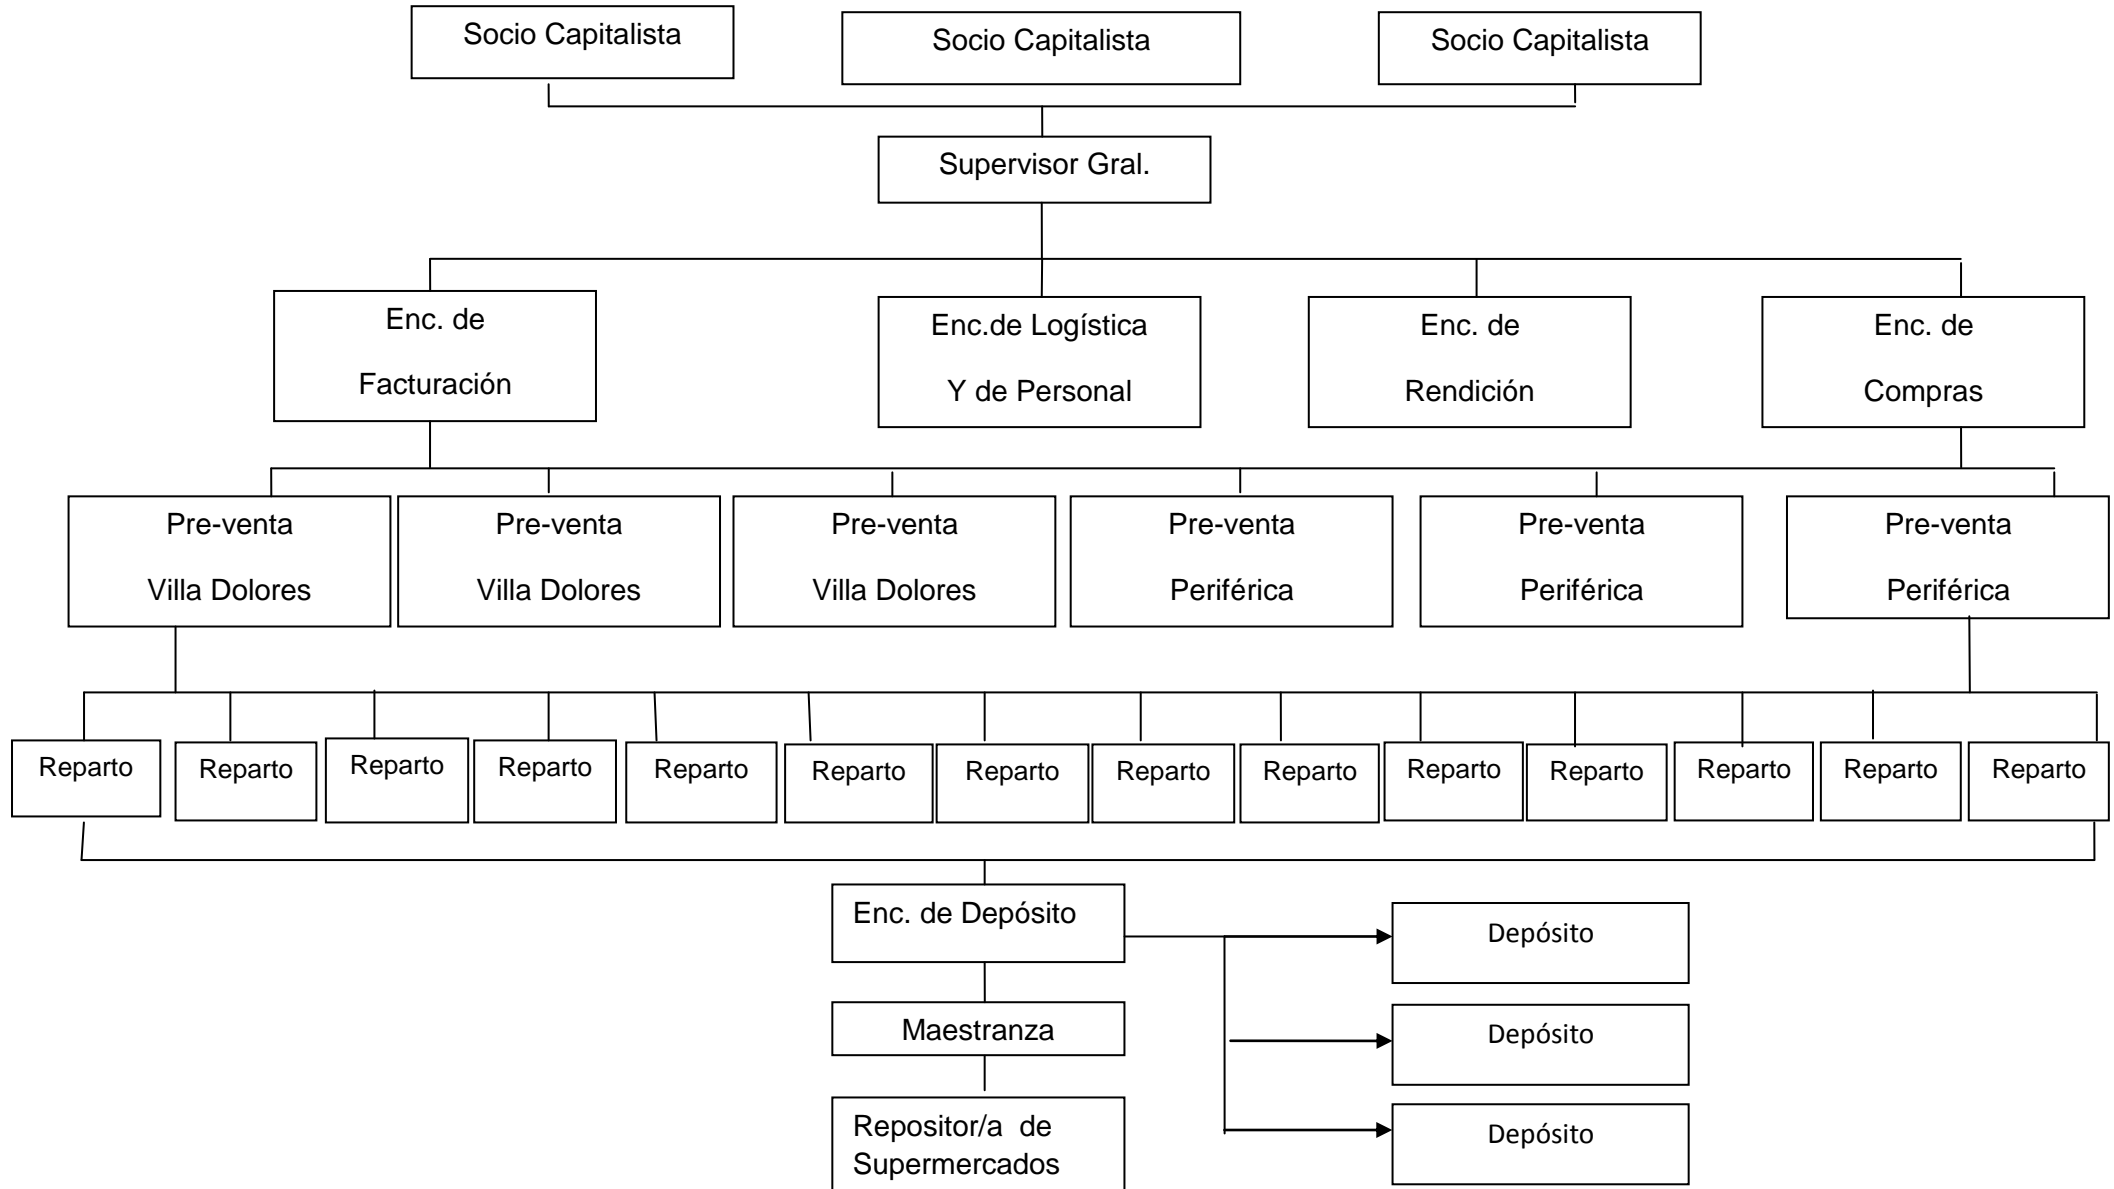 Socio Capitalista
Socio Capitalista
Socio Capitalista
Supervisor Gral.
Enc. de
Facturación
Enc.de Logística
Y de Personal
Enc. de
Rendición
Enc. de
Compras
Pre-venta
Villa Dolores
Pre-venta
Villa Dolores
Pre-venta
Villa Dolores
Pre-venta
Periférica
Pre-venta
Periférica
Pre-venta
Periférica
Reparto
Reparto
Reparto
Reparto
Reparto
Reparto
Reparto
Reparto
Reparto
Reparto
Reparto
Reparto
Reparto
Reparto
Enc. de Depósito
Depósito
Maestranza
Depósito
Repositor/a de
Supermercados
Depósito